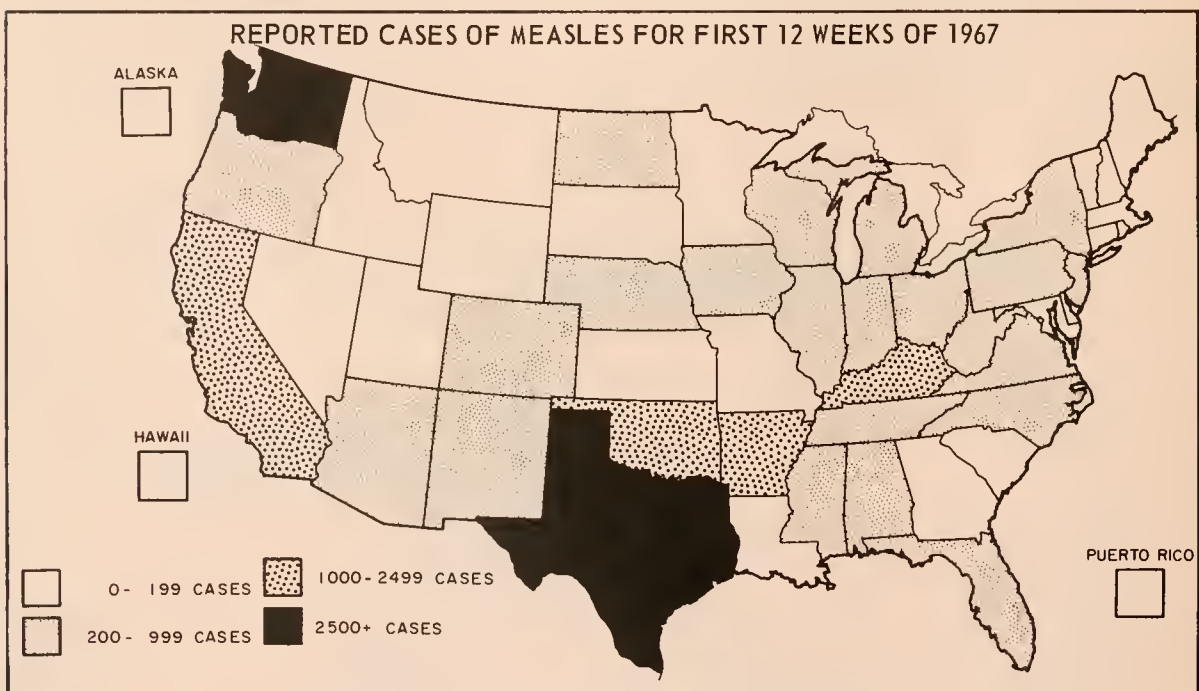 REPORTED CASES OF MEASLES FOR FIRST 12 WEEKS OF 1967
ALASKA
HAWAII
PUERTO RICO
0- 199 CASES
1000-2499 CASES
200- 999 CASES
2500+ CASES